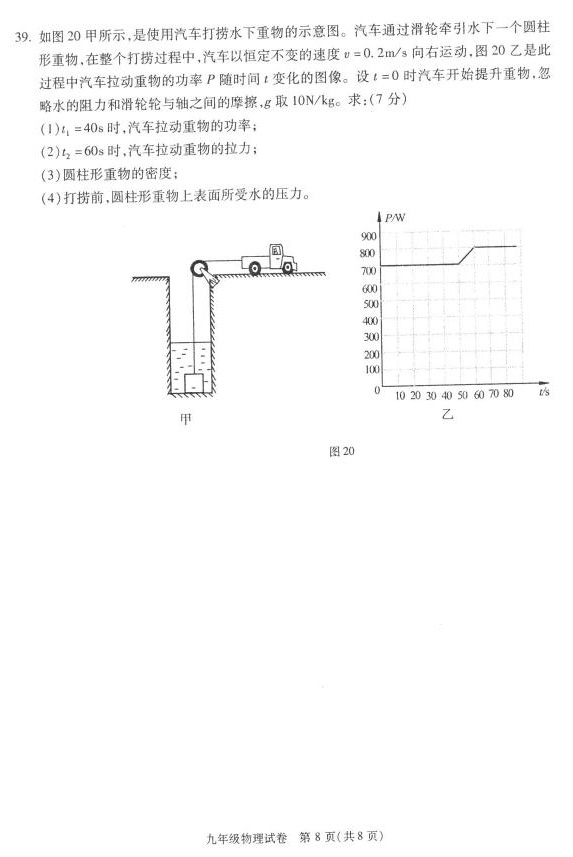 39. 如图 20 甲所示,是使用汽车打捞水下重物的示意图。汽车通过滑轮牵引水下一个圆柱
形重物,在整个打捞过程中,汽车以恒定不变的速度 v = 0. 2m/s 向右运动,图 20 乙是此
过程中汽车拉动重物的功率 P 随时间 t 变化的图像。设 t = 0 时汽车开始提升重物,忽
略水的阻力和滑轮轮与轴之间的摩擦,g 取 10N/kg。求:(7 分)
(1)t₁ = 40s 时,汽车拉动重物的功率;
(2)t₂ = 60s 时,汽车拉动重物的拉力;
(3)圆柱形重物的密度;
(4)打捞前,圆柱形重物上表面所受水的压力。
P/W
900
800
700
600
500
400
300
200
100
0
10 20 30 40 50 60 70 80 t/s
甲
乙
图 20
九年级物理试卷 第 8 页(共 8 页)